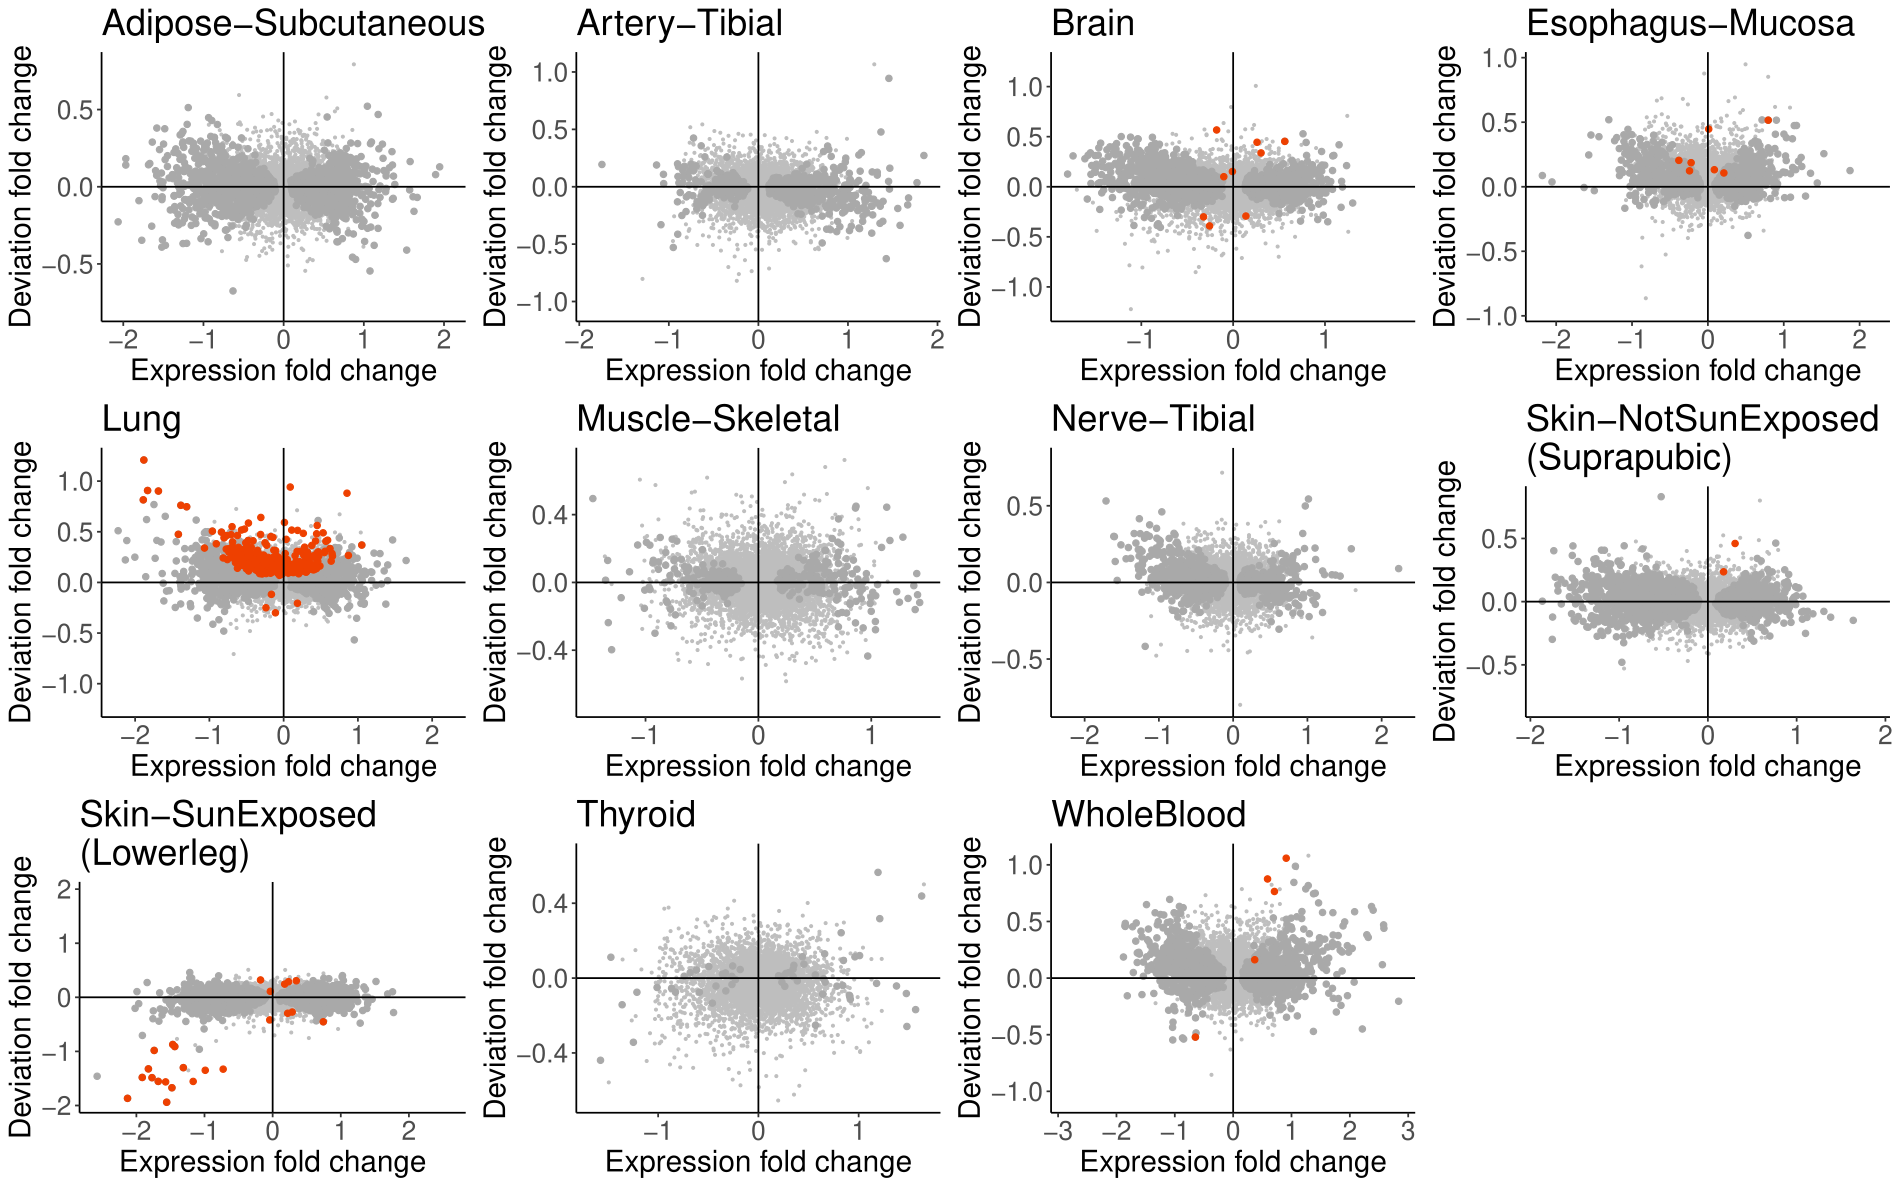 Adipose−Subcutaneous
Deviation fold change
0.5
0.0
−0.5
−2 −1 0 1 2
Expression fold change
Artery−Tibial
Deviation fold change
1.0
0.5
0.0
−0.5
−1.0
−2 −1 0 1 2
Expression fold change
Brain
Deviation fold change
1.0
0.5
0.0
−0.5
−1.0
−1 0 1
Expression fold change
Esophagus−Mucosa
Deviation fold change
1.0
0.5
0.0
−0.5
−1.0
−2 −1 0 1 2
Expression fold change
Lung
Deviation fold change
1.0
0.5
0.0
−0.5
−1.0
−2 −1 0 1 2
Expression fold change
Muscle−Skeletal
Deviation fold change
0.4
0.0
−0.4
−1 0 1
Expression fold change
Nerve−Tibial
Deviation fold change
0.5
0.0
−0.5
−2 −1 0 1 2
Expression fold change
Skin−NotSunExposed
(Suprapubic)
Deviation fold change
0.5
0.0
−0.5
−2 −1 0 1 2
Expression fold change
Skin−SunExposed
(Lowerleg)
Deviation fold change
2
1
0
−1
−2
−2 −1 0 1 2
Expression fold change
Thyroid
Deviation fold change
0.4
0.0
−0.4
−1 0 1
Expression fold change
WholeBlood
Deviation fold change
1.0
0.5
0.0
−0.5
−1.0
−3 −2 −1 0 1 2 3
Expression fold change